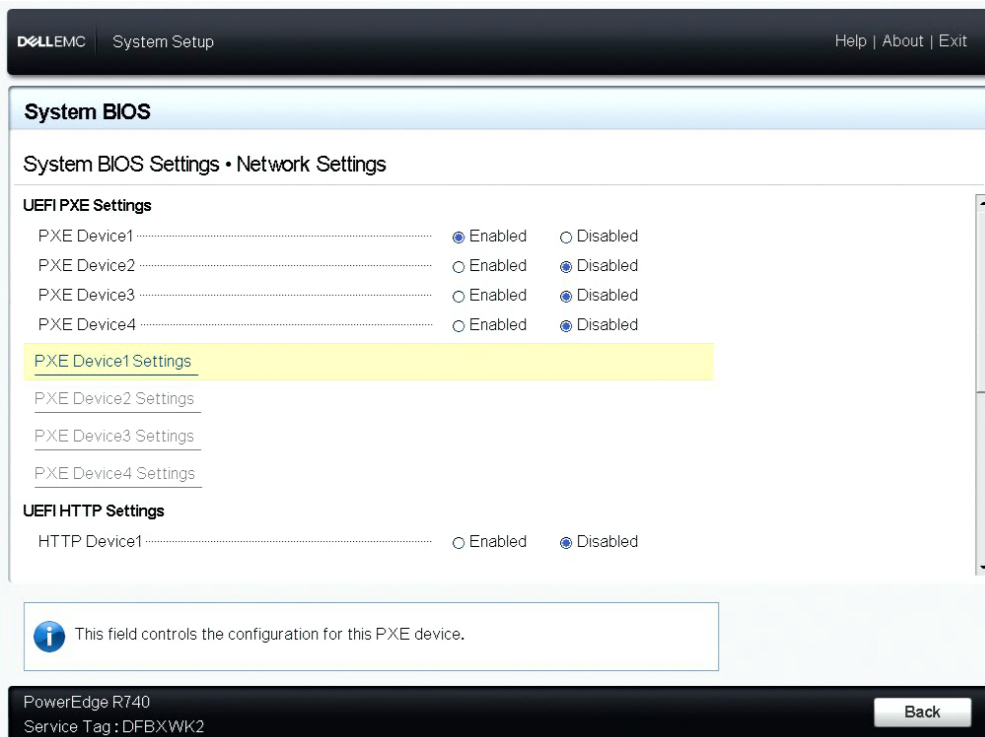 DELLEMC System Setup Help | About | Exit
System BIOS
System BIOS Settings • Network Settings
UEFI PXE Settings
PXE Device1 Enabled Disabled
PXE Device2 Enabled Disabled
PXE Device3 Enabled Disabled
PXE Device4 Enabled Disabled
PXE Device1 Settings
PXE Device2 Settings
PXE Device3 Settings
PXE Device4 Settings
UEFI HTTP Settings
HTTP Device1 Enabled Disabled
This field controls the configuration for this PXE device.
PowerEdge R740
Service Tag : DFBXWK2
Back